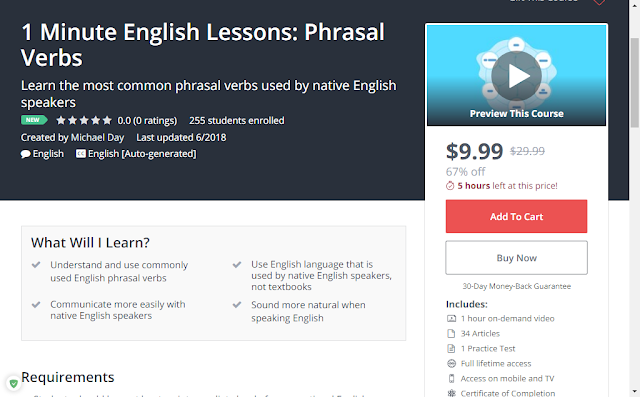 1 Minute English Lessons: Phrasal
Verbs
Learn the most common phrasal verbs used by native English
speakers
NEW 0.0 (0 ratings) 255 students enrolled
Created by Michael Day Last updated 6/2018
English English [Auto-generated]
Preview This Course
$9.99 $29.99
67% off
5 hours left at this price!
Add To Cart
Buy Now
30-Day Money-Back Guarantee
Includes:
1 hour on-demand video
34 Articles
1 Practice Test
Full lifetime access
Access on mobile and TV
Certificate of Completion
What Will I Learn?
Understand and use commonly
used English phrasal verbs
Communicate more easily with
native English speakers
Use English language that is
used by native English speakers,
not textbooks
Sound more natural when
speaking English
Requirements